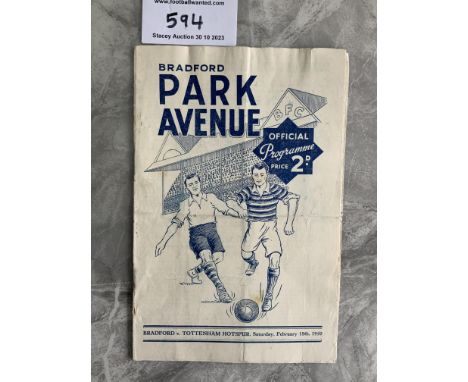 www.footballwanted.com
594
Stacey Auction 30 10 2023
BRADFORD
PARK
AVENUE
B.F.C
OFFICIAL
Programme
PRICE 2D.
BRADFORD v. TOTTENHAM HOTSPUR, Saturday, February 18th, 1950